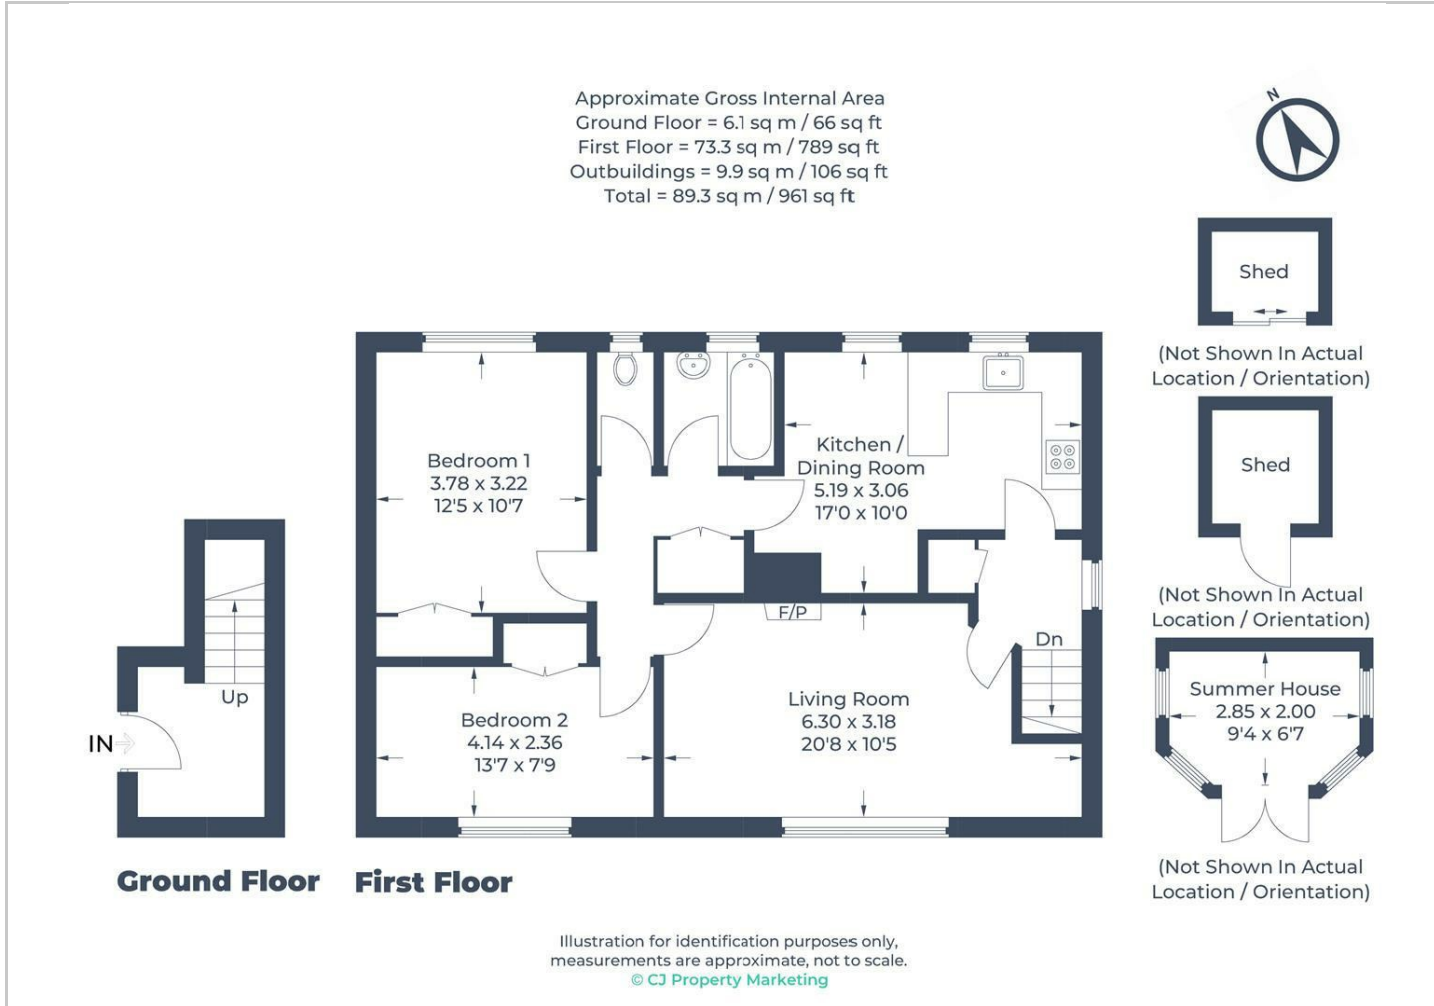 Approximate Gross Internal Area
Ground Floor = 6.1 sq m / 66 sq ft
First Floor = 73.3 sq m / 789 sq ft
Outbuildings = 9.9 sq m / 106 sq ft
Total = 89.3 sq m / 961 sq ft
N
Shed
(Not Shown In Actual
Location / Orientation)
Shed
(Not Shown In Actual
Location / Orientation)
Summer House
2.85 x 2.00
9'4 x 6'7
(Not Shown In Actual
Location / Orientation)
Bedroom 1
3.78 x 3.22
12'5 x 10'7
Kitchen /
Dining Room
5.19 x 3.06
17'0 x 10'0
F/P
Dn
Living Room
6.30 x 3.18
20'8 x 10'5
Bedroom 2
4.14 x 2.36
13'7 x 7'9
Up
IN
Ground Floor
First Floor
Illustration for identification purposes only,
measurements are approximate, not to scale.
© CJ Property Marketing